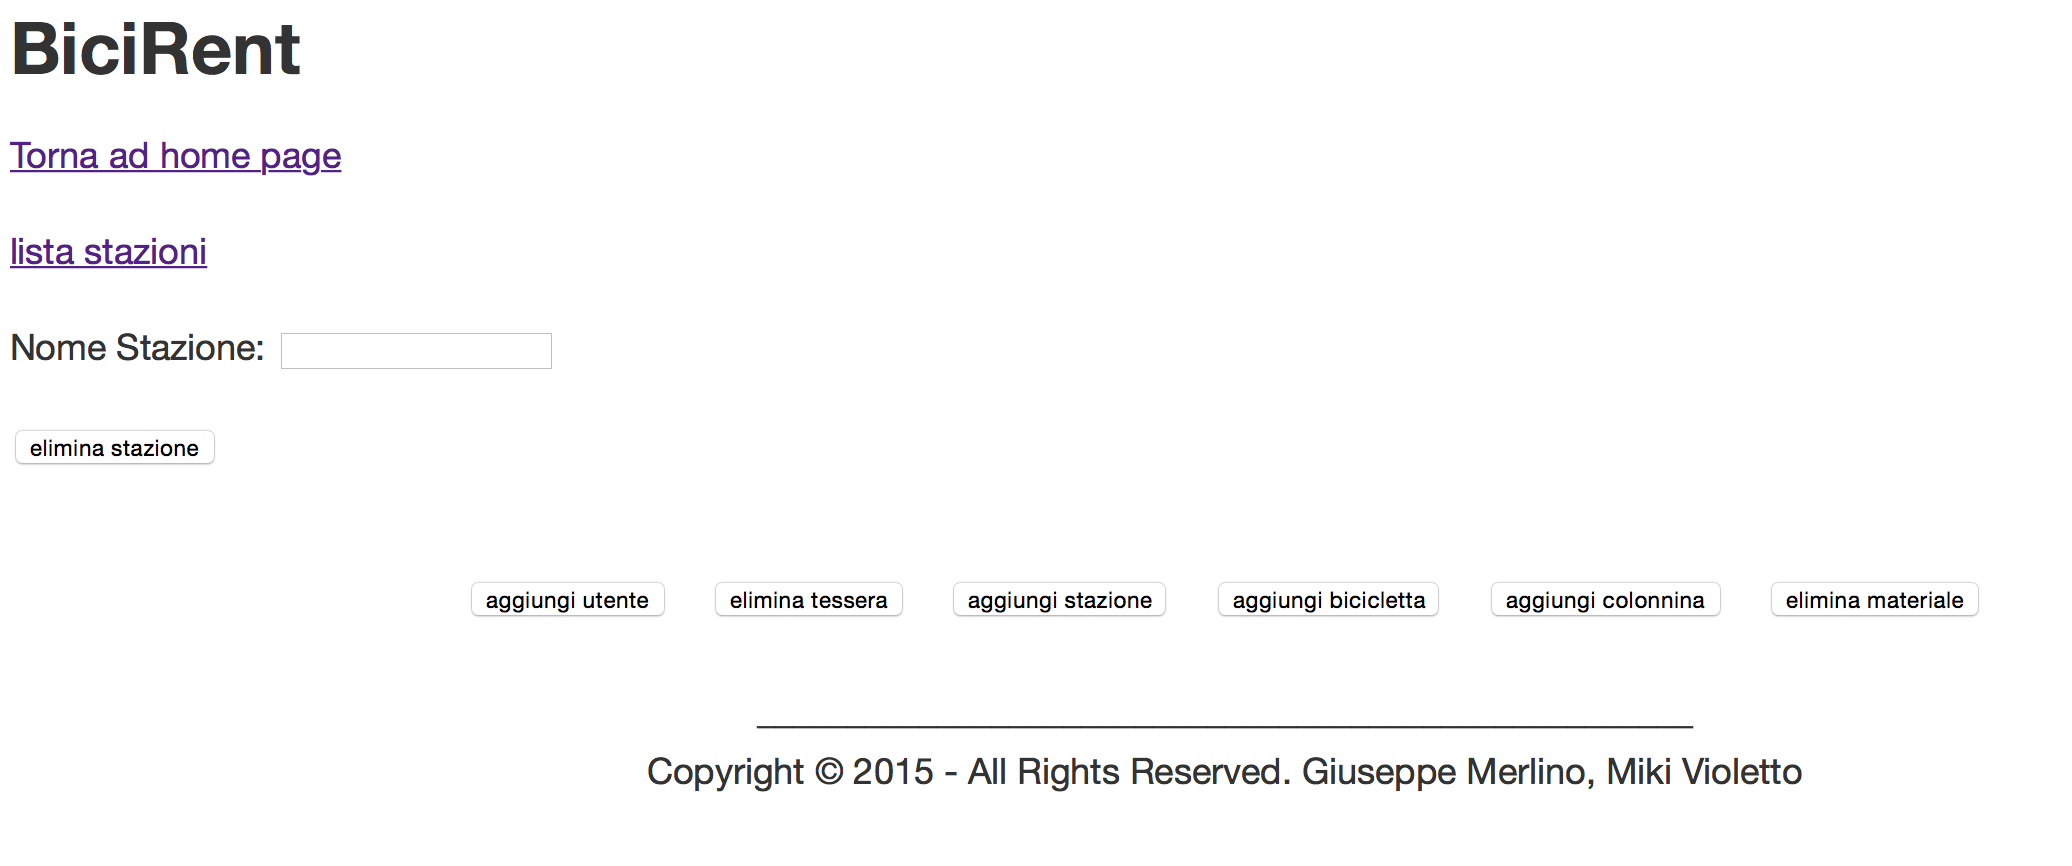 BiciRent
Torna ad home page
lista stazioni
Nome Stazione:
elimina stazione
aggiungi utente elimina tessera aggiungi stazione aggiungi bicicletta aggiungi colonnina elimina materiale
Copyright © 2015 - All Rights Reserved. Giuseppe Merlino, Miki Violetto